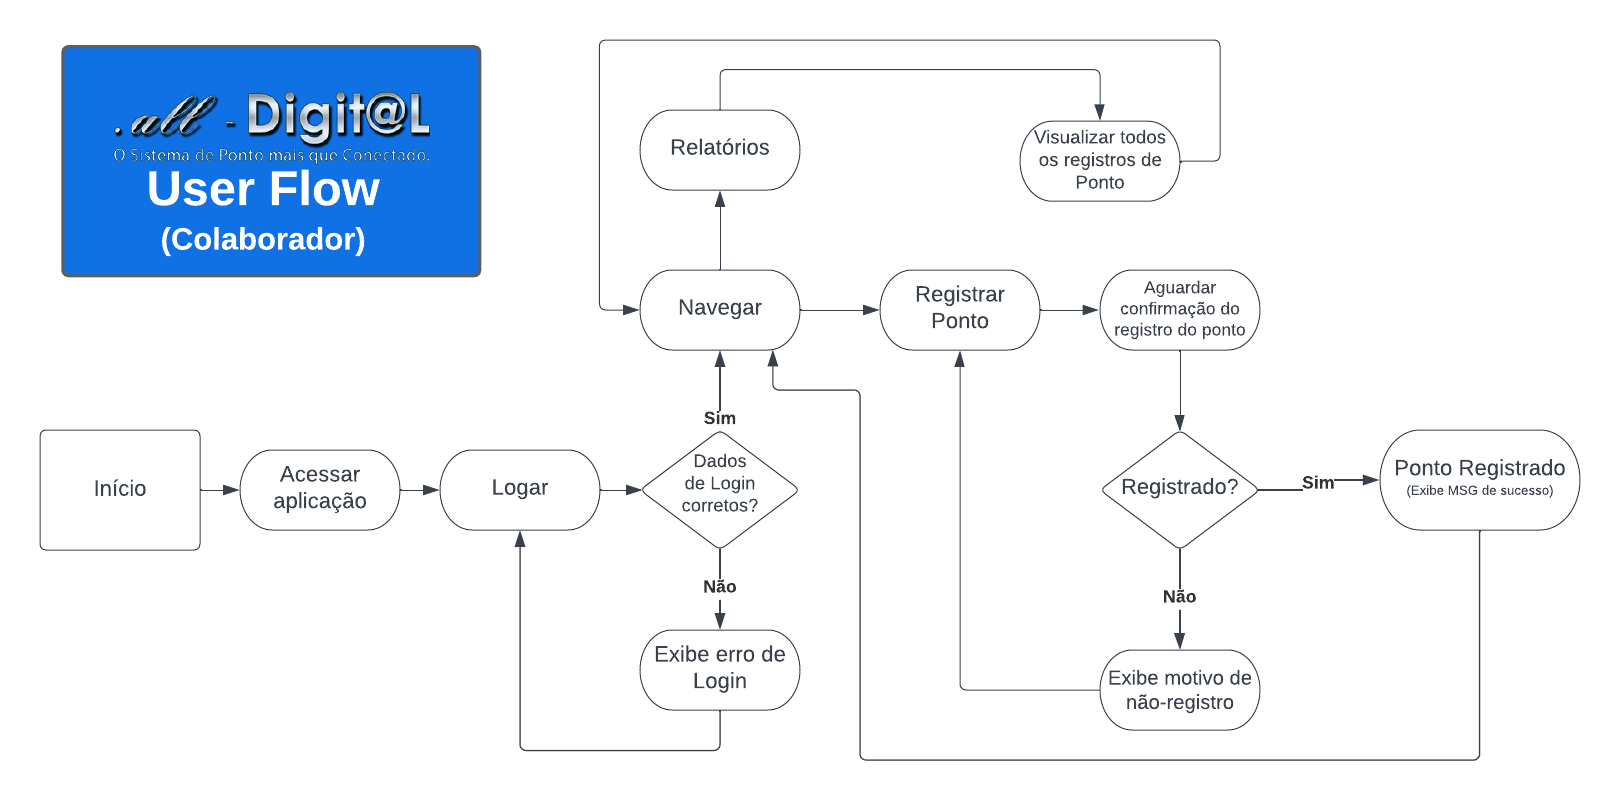 .all - Digit@L
O Sistema de Ponto mais que Conectado.
User Flow
(Colaborador)
Relatórios
Visualizar todos
os registros de
Ponto
Navegar
Registrar
Ponto
Aguardar
confirmação do
registro do ponto
Sim
Início
Acessar
aplicação
Logar
Dados
de Login
corretos?
Registrado?
Sim
Ponto Registrado
(Exibe MSG de sucesso)
Não
Não
Exibe erro de
Login
Exibe motivo de
não-registro